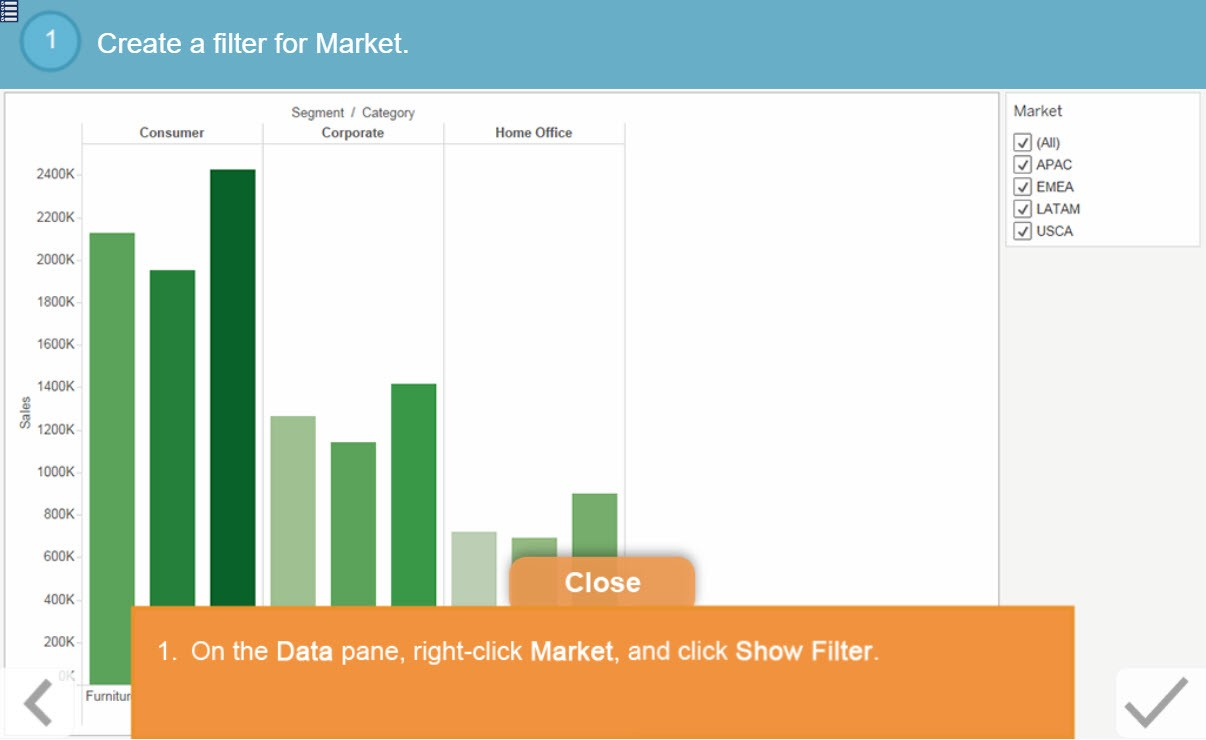 1
Create a filter for Market.
Segment / Category
Consumer
Corporate
Home Office
2400K
2200K
2000K
1800K
1600K
1400K
1200K
1000K
800K
600K
400K
200K
0K
Sales
Furnitur
Market
(All)
APAC
EMEA
LATAM
USCA
Close
1. On the Data pane, right-click Market, and click Show Filter.